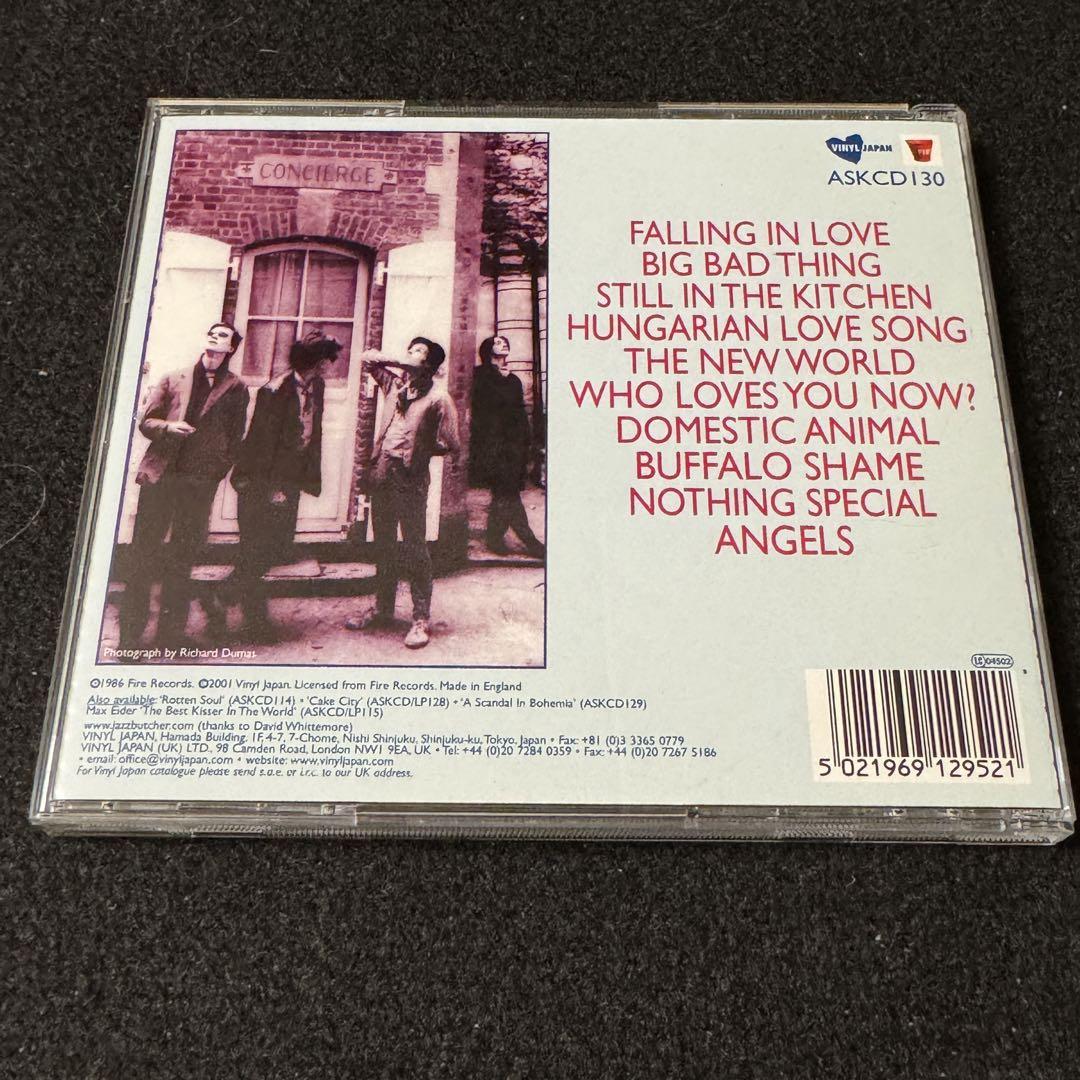 CONCIERGE
Photograph by Richard Dumas
VINYL JAPAN
ASKCD130
FALLING IN LOVE
BIG BAD THING
STILL IN THE KITCHEN
HUNGARIAN LOVE SONG
THE NEW WORLD
WHO LOVES YOU NOW?
DOMESTIC ANIMAL
BUFFALO SHAME
NOTHING SPECIAL
ANGELS
℗1986 Fire Records. ©2001 Vinyl Japan. Licensed from Fire Records. Made in England
Also available: 'Rotten Soul' (ASKCD114) • 'Cake City' (ASKCD/LP128) • 'A Scandal In Bohemia' (ASKCD129)
Max Eider 'The Best Kisser In The World' (ASKCD/LP115)
www.jazzbutcher.com (thanks to David Whittemore)
VINYL JAPAN, Hamada Building, 1F, 4-7, 7-Chome, Nishi Shinjuku, Shinjuku-ku, Tokyo, Japan • Fax: +81 (0)3 3365 0779
VINYL JAPAN (UK) LTD., 98 Camden Road, London NW1 9EA, UK • Tel: +44 (0)20 7284 0359 • Fax: +44 (0)20 7267 5186
• email: office@vinyljapan.com • website: www.vinyljapan.com
For Vinyl Japan catalogue please send s.a.e. or i.r.c. to our UK address.
LC 04502
5 021969 129521